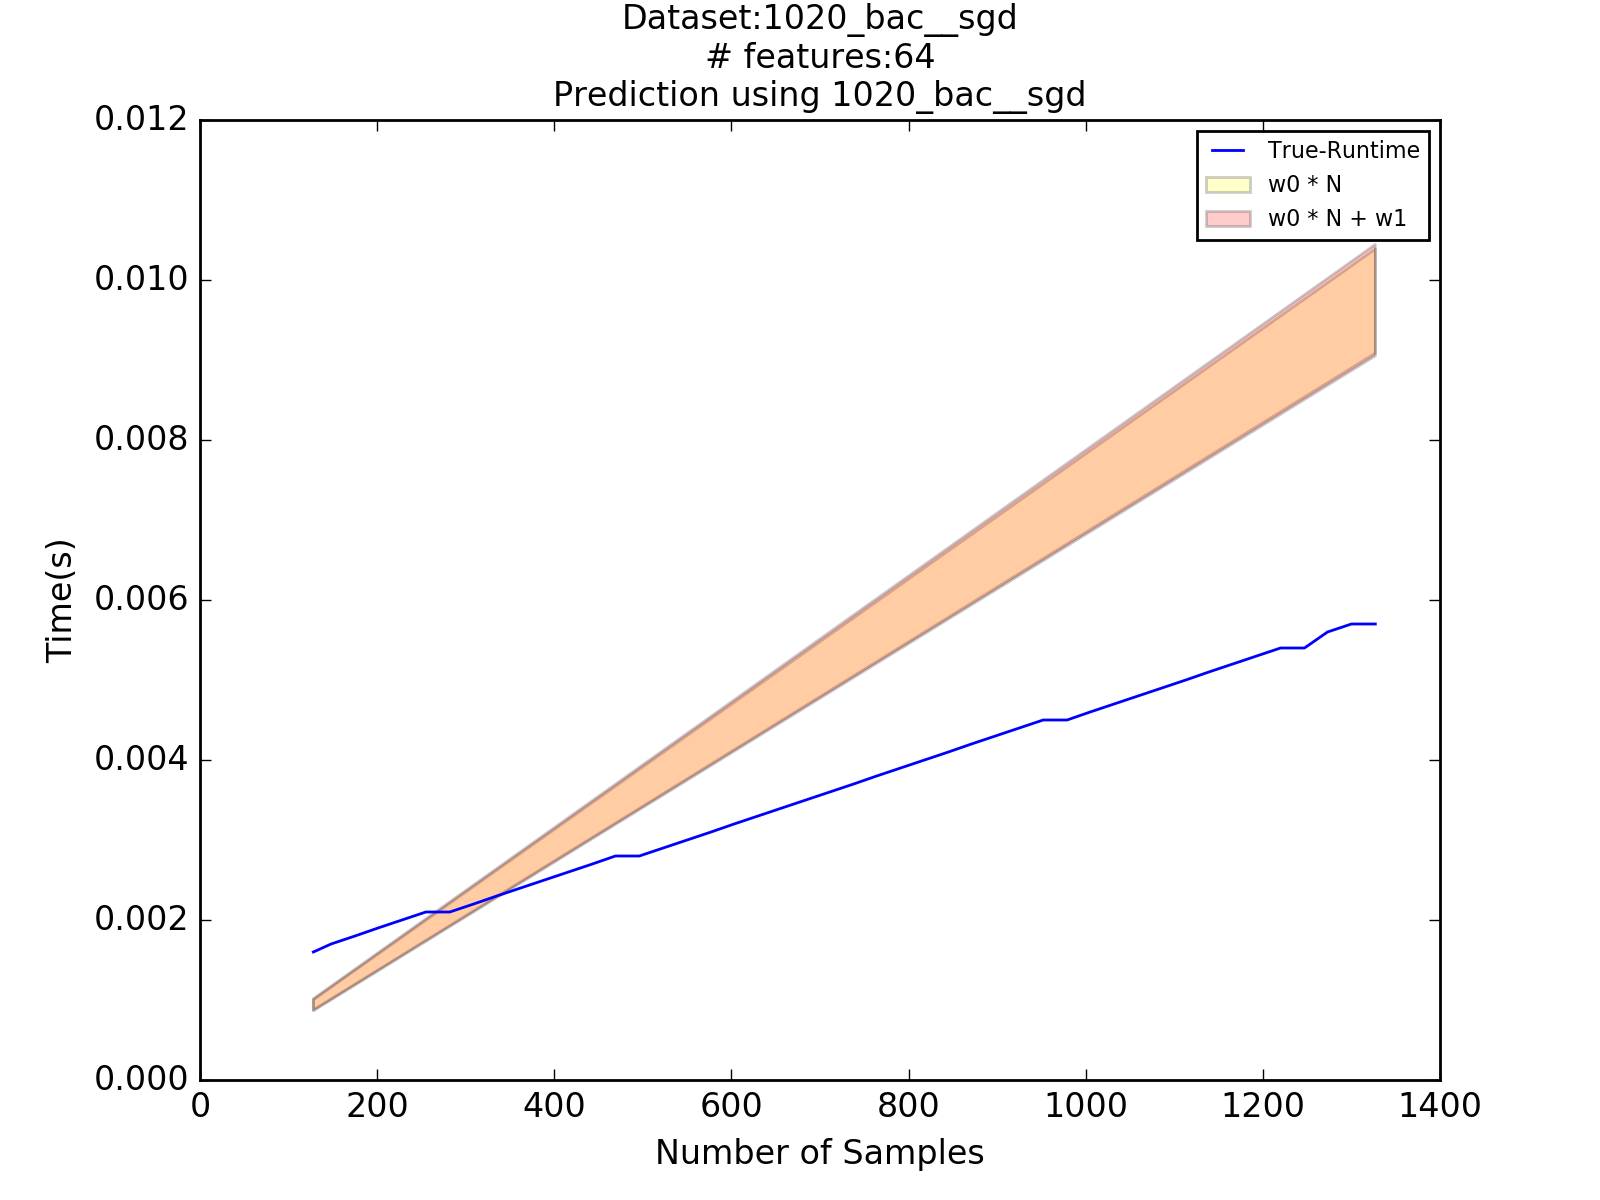 Dataset:1020_bac__sgd
# features:64
Prediction using 1020_bac__sgd
0.012
0.010
0.008
0.006
0.004
0.002
0.000
Time(s)
True-Runtime
w0 * N
w0 * N + w1
0 200 400 600 800 1000 1200 1400
Number of Samples